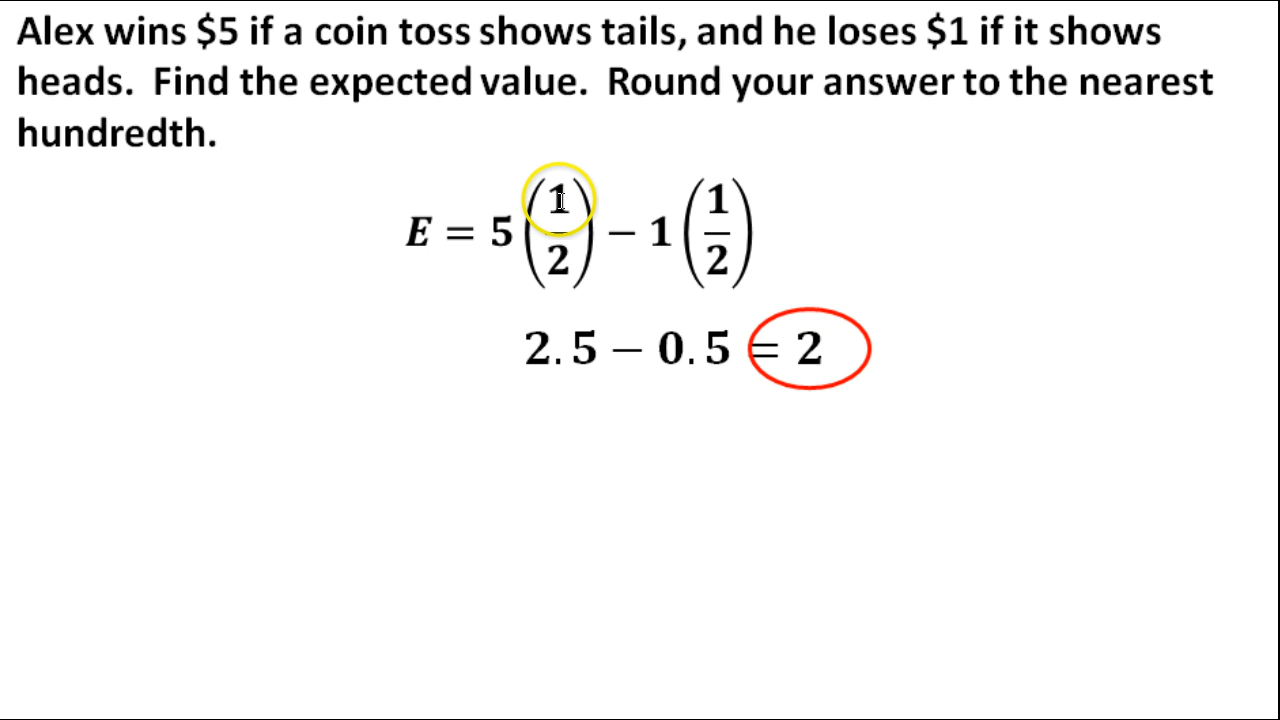 Alex wins $5 if a coin toss shows tails, and he loses $1 if it shows
heads.  Find the expected value.  Round your answer to the nearest
hundredth.
E = 5(1/2) − 1(1/2)
2.5 − 0.5 = 2